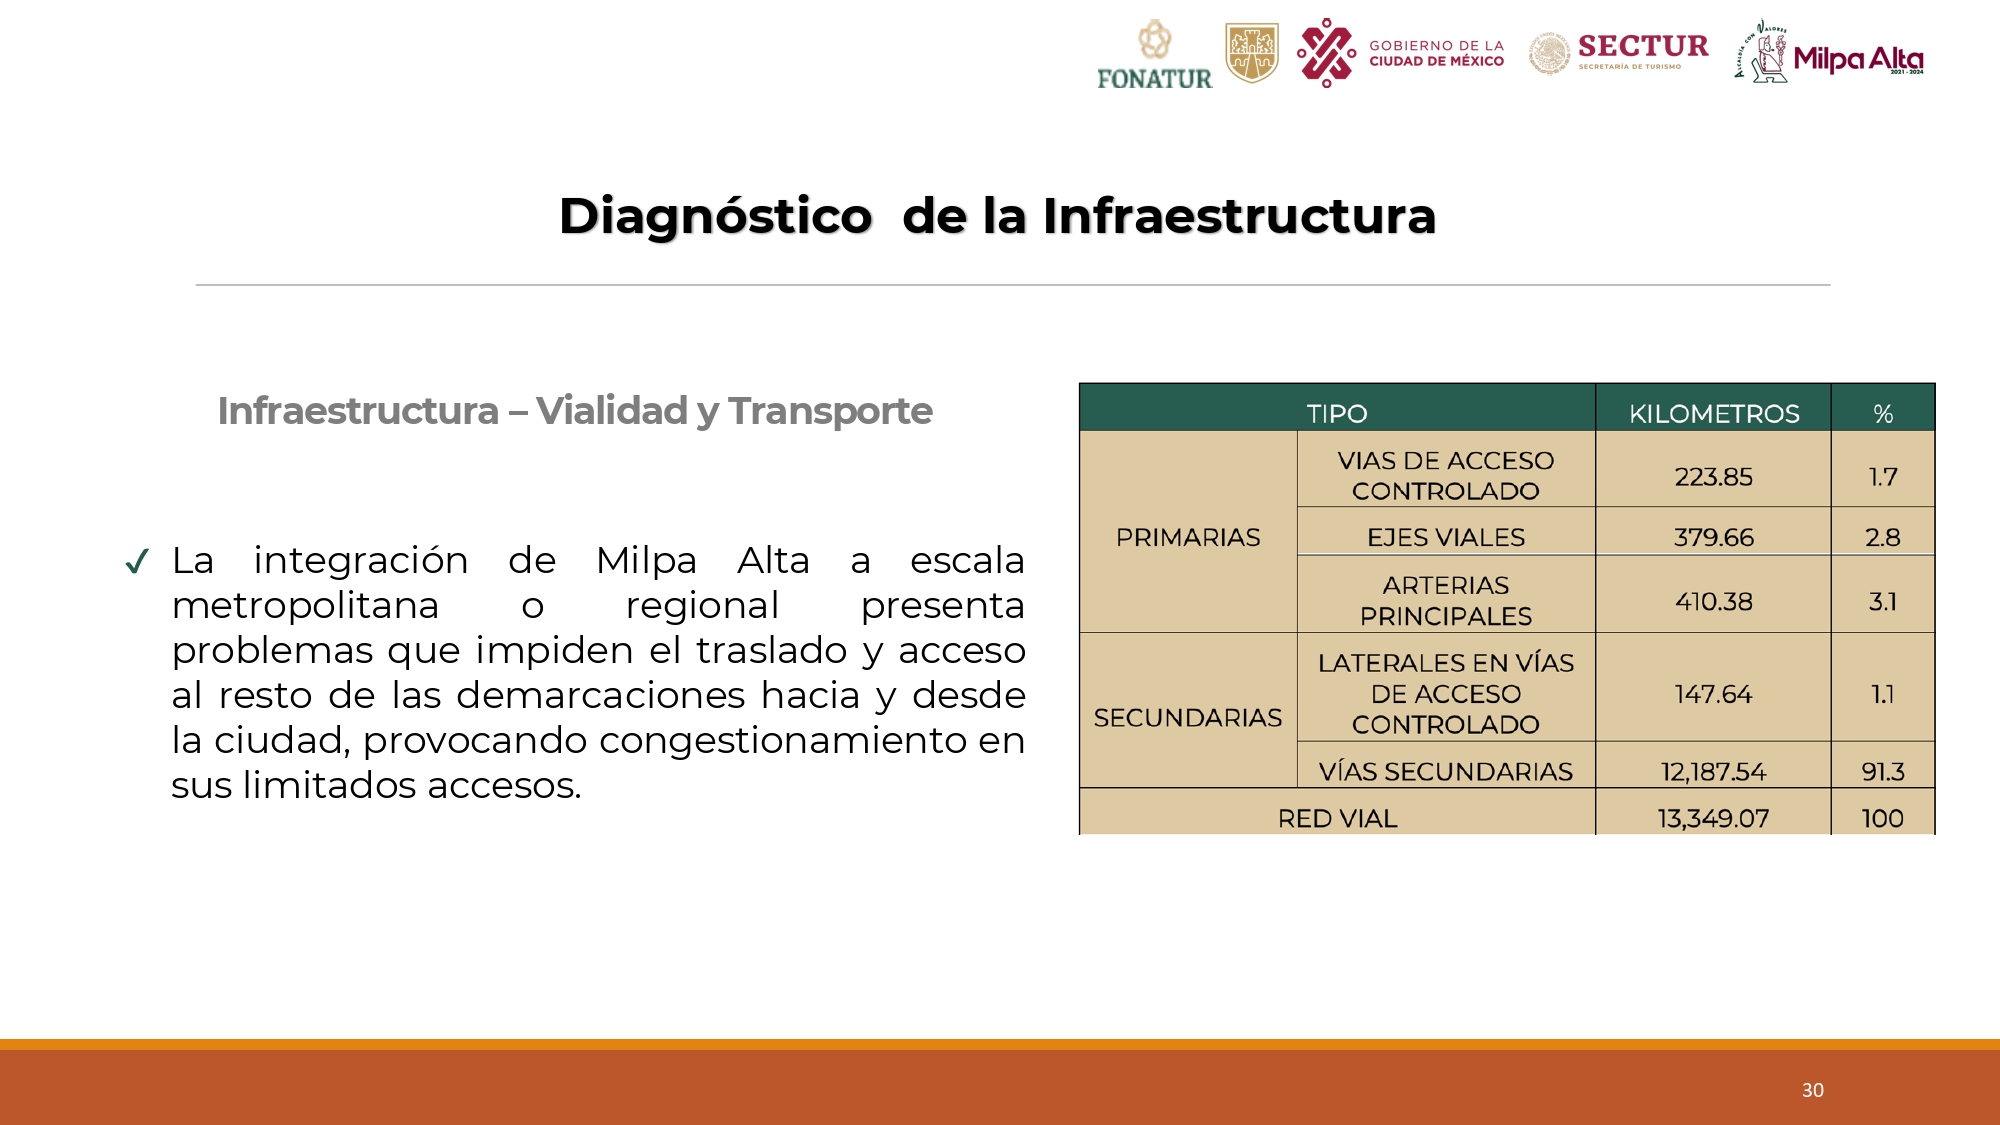 FONATUR
GOBIERNO DE LA
CIUDAD DE MÉXICO
SECTUR
SECRETARÍA DE TURISMO
ALCALDÍA CON VALORES
Milpa Alta
2021 - 2024
Diagnóstico de la Infraestructura
Infraestructura – Vialidad y Transporte
✓ La integración de Milpa Alta a escala
metropolitana o regional presenta
problemas que impiden el traslado y acceso
al resto de las demarcaciones hacia y desde
la ciudad, provocando congestionamiento en
sus limitados accesos.
TIPO KILOMETROS %
PRIMARIAS
VIAS DE ACCESO
CONTROLADO
223.85 1.7
EJES VIALES 379.66 2.8
ARTERIAS
PRINCIPALES
410.38 3.1
SECUNDARIAS
LATERALES EN VÍAS
DE ACCESO
CONTROLADO
147.64 1.1
VÍAS SECUNDARIAS 12,187.54 91.3
RED VIAL 13,349.07 100
30